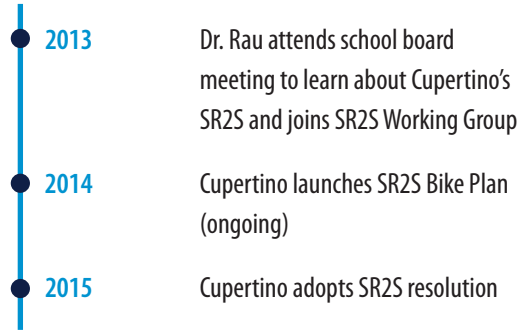 2013 Dr. Rau attends school board
meeting to learn about Cupertino's
SR2S and joins SR2S Working Group
2014 Cupertino launches SR2S Bike Plan
(ongoing)
2015 Cupertino adopts SR2S resolution